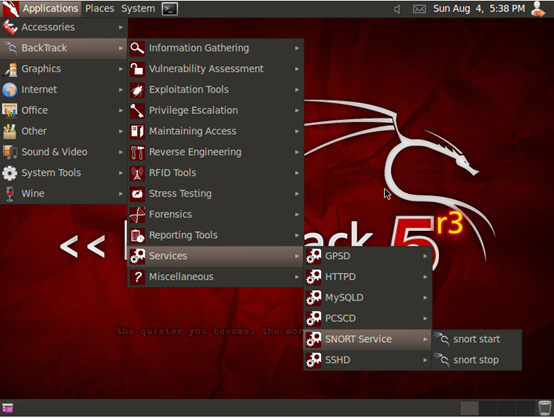 Applications Places System Sun Aug 4, 5:38 PM
Accessories
BackTrack
Graphics
Internet
Office
Other
Sound & Video
System Tools
Wine
Information Gathering
Vulnerability Assessment
Exploitation Tools
Privilege Escalation
Maintaining Access
Reverse Engineering
RFID Tools
Stress Testing
Forensics
Reporting Tools
Services
Miscellaneous
GPSD
HTTPD
MySQLD
PCSCD
SNORT Service
SSHD
snort start
snort stop
<< ack 5 r3
the quieter you become, the mor